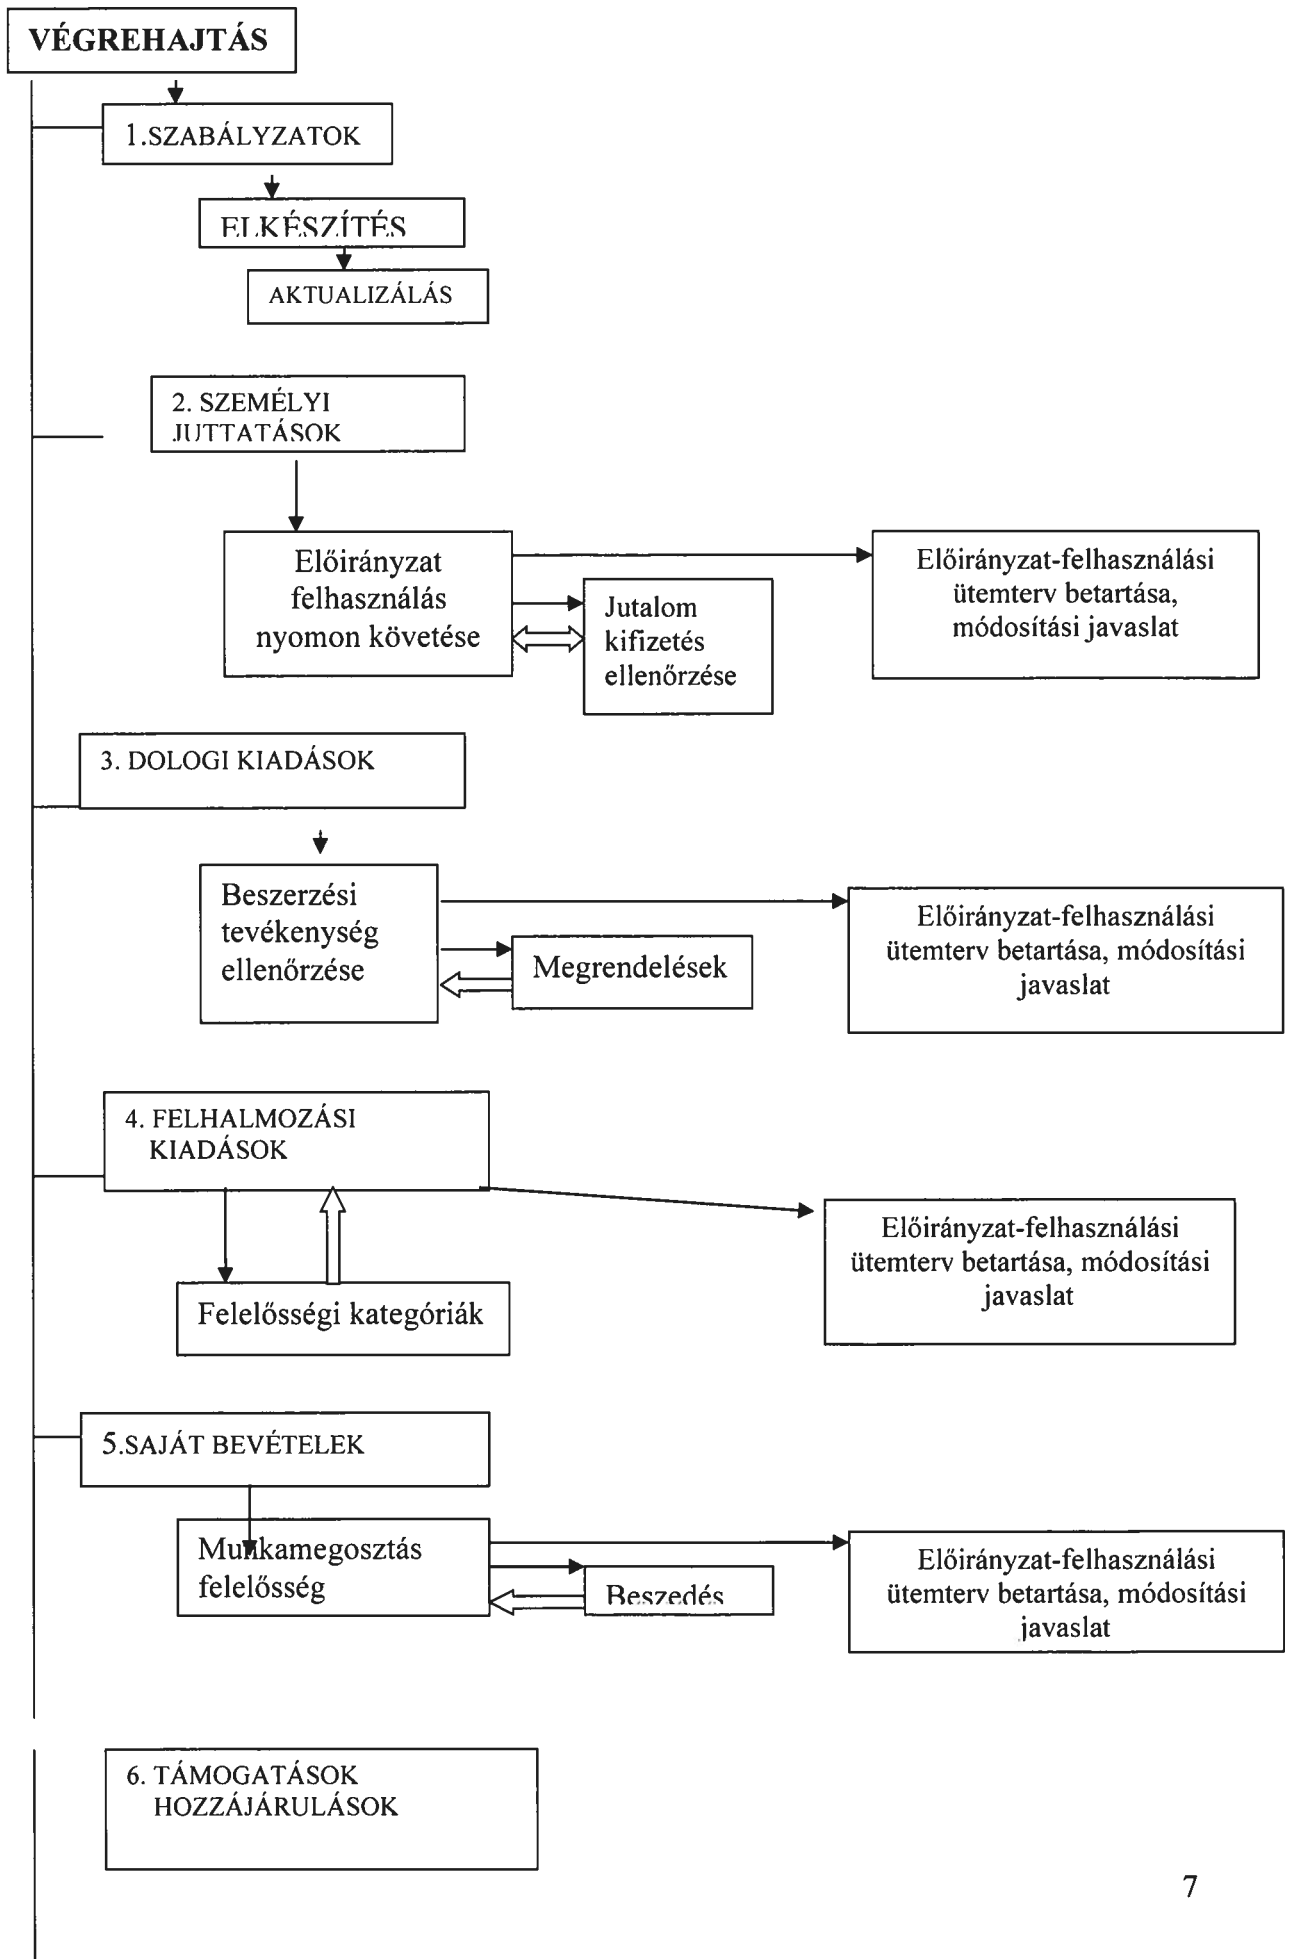 VÉGREHAJTÁS
1.SZABÁLYZATOK
ELKÉSZÍTÉS
AKTUALIZÁLÁS
2. SZEMÉLYI
JUTTATÁSOK
Előirányzat
felhasználás
nyomon követése
Jutalom
kifizetés
ellenőrzése
Előirányzat-felhasználási
ütemterv betartása,
módosítási javaslat
3. DOLOGI KIADÁSOK
Beszerzési
tevékenység
ellenőrzése
Megrendelések
Előirányzat-felhasználási
ütemterv betartása, módosítási
javaslat
4. FELHALMOZÁSI
KIADÁSOK
Előirányzat-felhasználási
ütemterv betartása, módosítási
javaslat
Felelősségi kategóriák
5.SAJÁT BEVÉTELEK
Munkamegosztás
felelősség
Beszedés
Előirányzat-felhasználási
ütemterv betartása, módosítási
javaslat
6. TÁMOGATÁSOK
HOZZÁJÁRULÁSOK
7